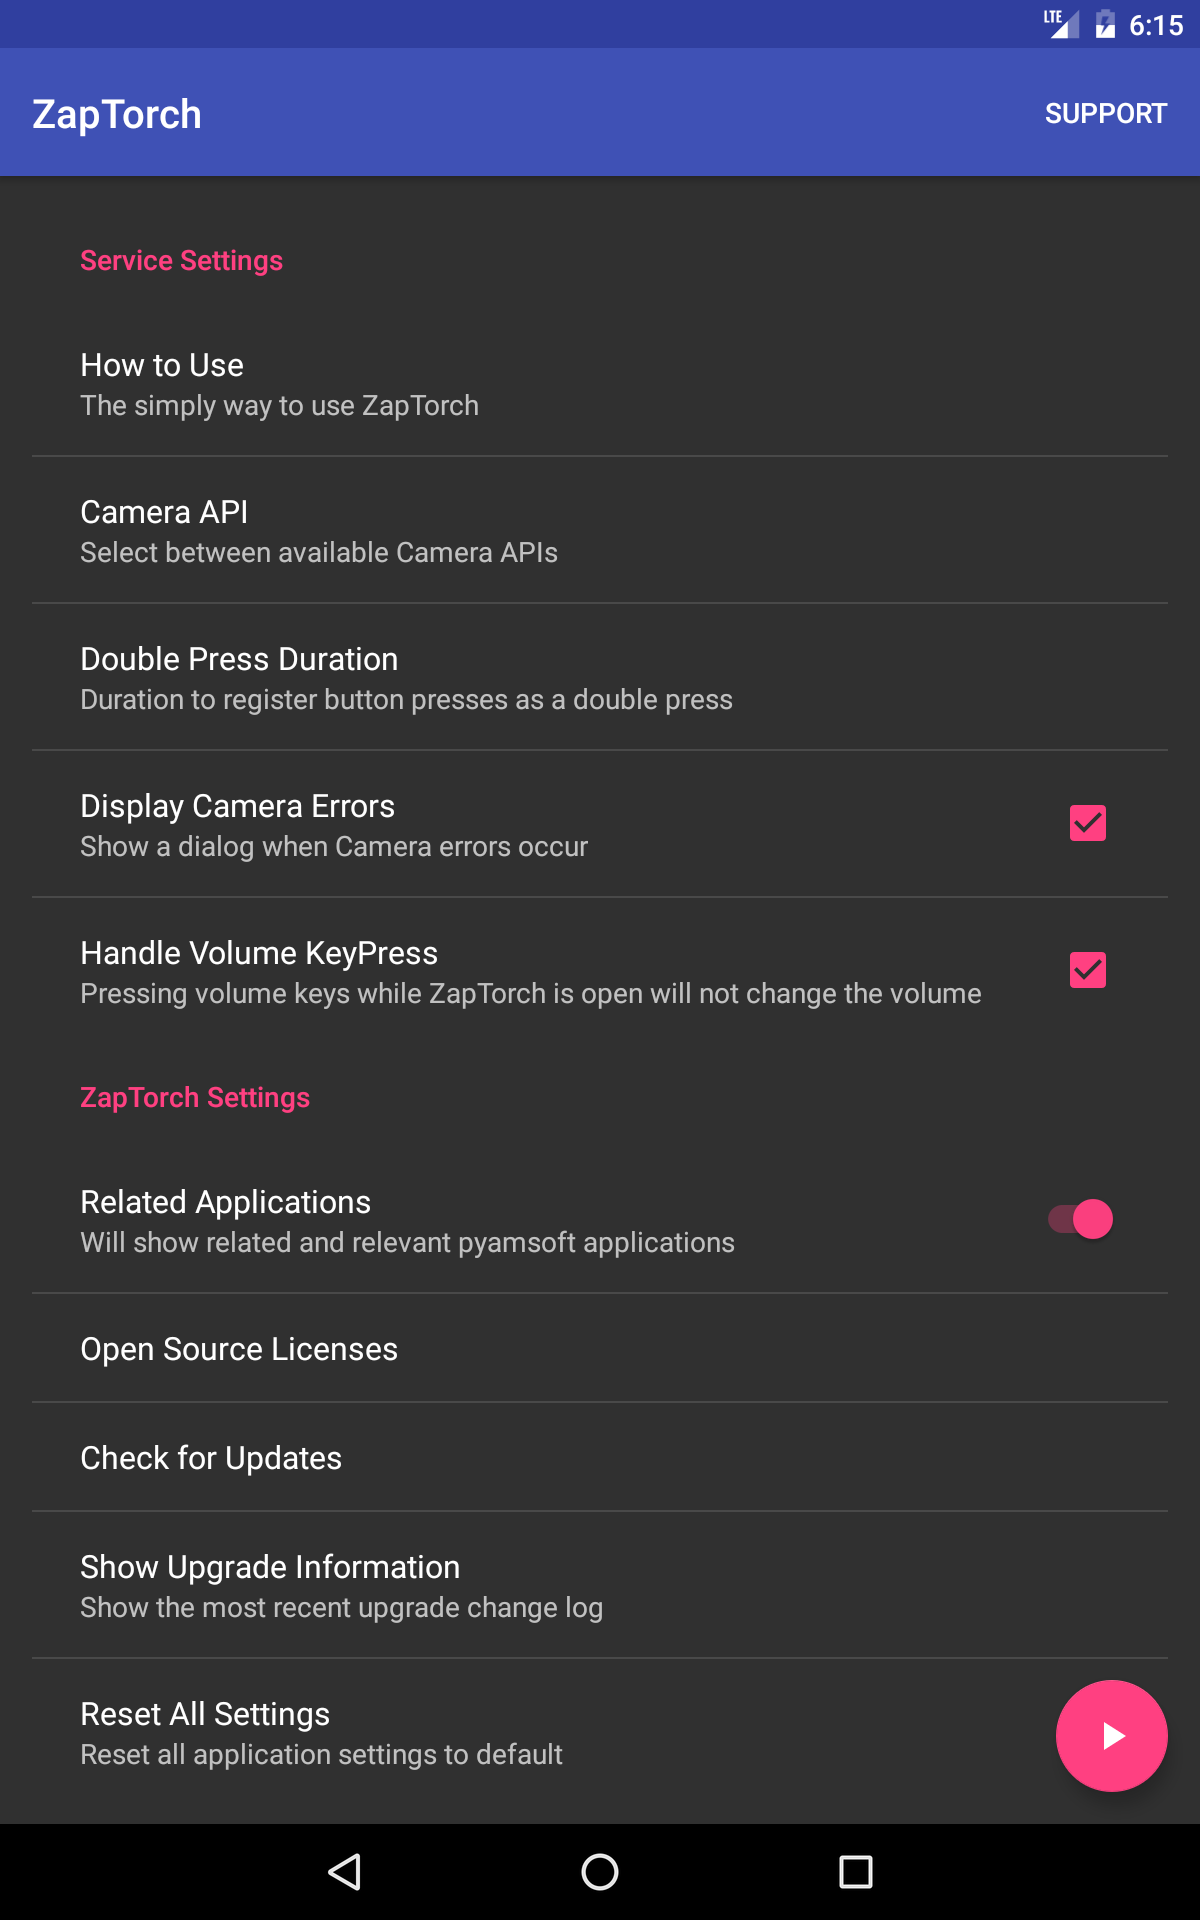 LTE 6:15
ZapTorch SUPPORT
Service Settings
How to Use
The simply way to use ZapTorch
Camera API
Select between available Camera APIs
Double Press Duration
Duration to register button presses as a double press
Display Camera Errors
Show a dialog when Camera errors occur
Handle Volume KeyPress
Pressing volume keys while ZapTorch is open will not change the volume
ZapTorch Settings
Related Applications
Will show related and relevant pyamsoft applications
Open Source Licenses
Check for Updates
Show Upgrade Information
Show the most recent upgrade change log
Reset All Settings
Reset all application settings to default